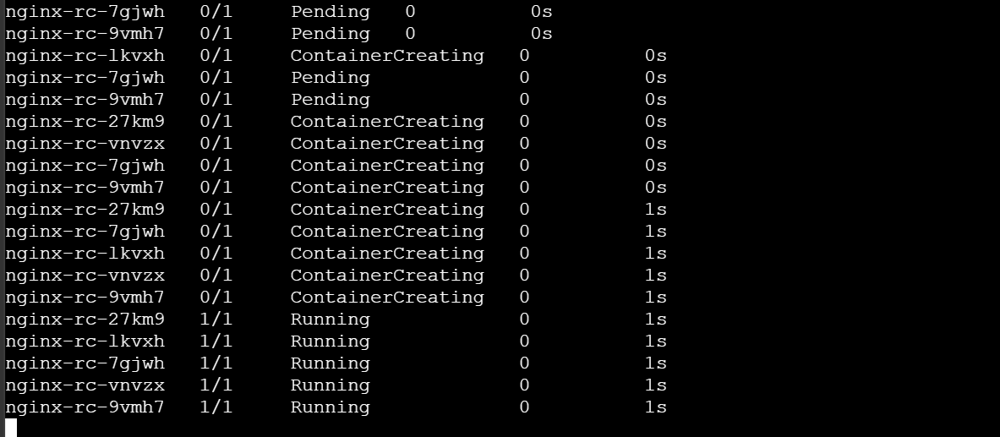 nginx-rc-7gjwh   0/1     Pending   0          0s
nginx-rc-9vmh7   0/1     Pending   0          0s
nginx-rc-lkvxh   0/1     ContainerCreating   0          0s
nginx-rc-7gjwh   0/1     Pending             0          0s
nginx-rc-9vmh7   0/1     Pending             0          0s
nginx-rc-27km9   0/1     ContainerCreating   0          0s
nginx-rc-vnvzx   0/1     ContainerCreating   0          0s
nginx-rc-7gjwh   0/1     ContainerCreating   0          0s
nginx-rc-9vmh7   0/1     ContainerCreating   0          0s
nginx-rc-27km9   0/1     ContainerCreating   0          1s
nginx-rc-7gjwh   0/1     ContainerCreating   0          1s
nginx-rc-lkvxh   0/1     ContainerCreating   0          1s
nginx-rc-vnvzx   0/1     ContainerCreating   0          1s
nginx-rc-9vmh7   0/1     ContainerCreating   0          1s
nginx-rc-27km9   1/1     Running             0          1s
nginx-rc-lkvxh   1/1     Running             0          1s
nginx-rc-7gjwh   1/1     Running             0          1s
nginx-rc-vnvzx   1/1     Running             0          1s
nginx-rc-9vmh7   1/1     Running             0          1s